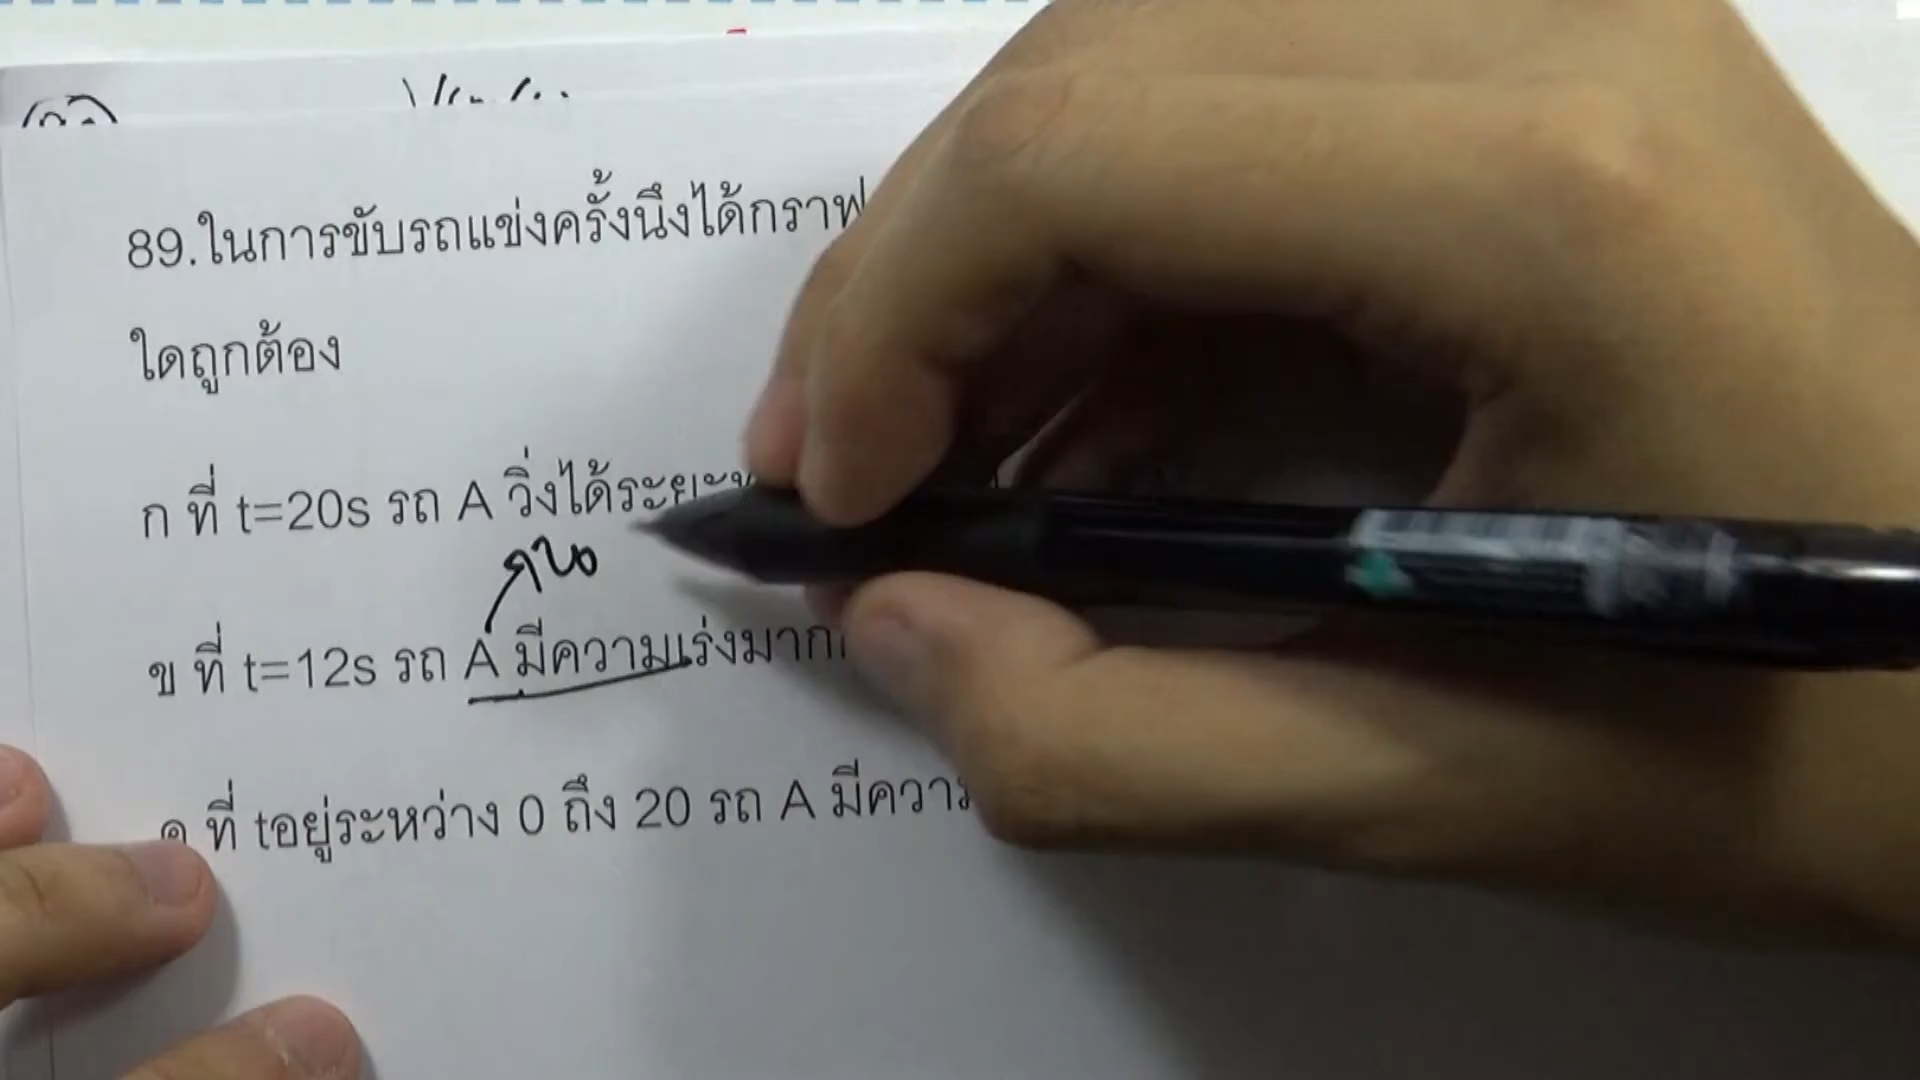 89.ในการขับรถแข่งครั้งนึงได้กราฟ
ใดถูกต้อง
ก ที่ t=20s รถ A วิ่งได้ระยะ
ข ที่ t=12s รถ A มีความเร่งมาก
ค ที่ tอยู่ระหว่าง 0 ถึง 20 รถ A มีความ